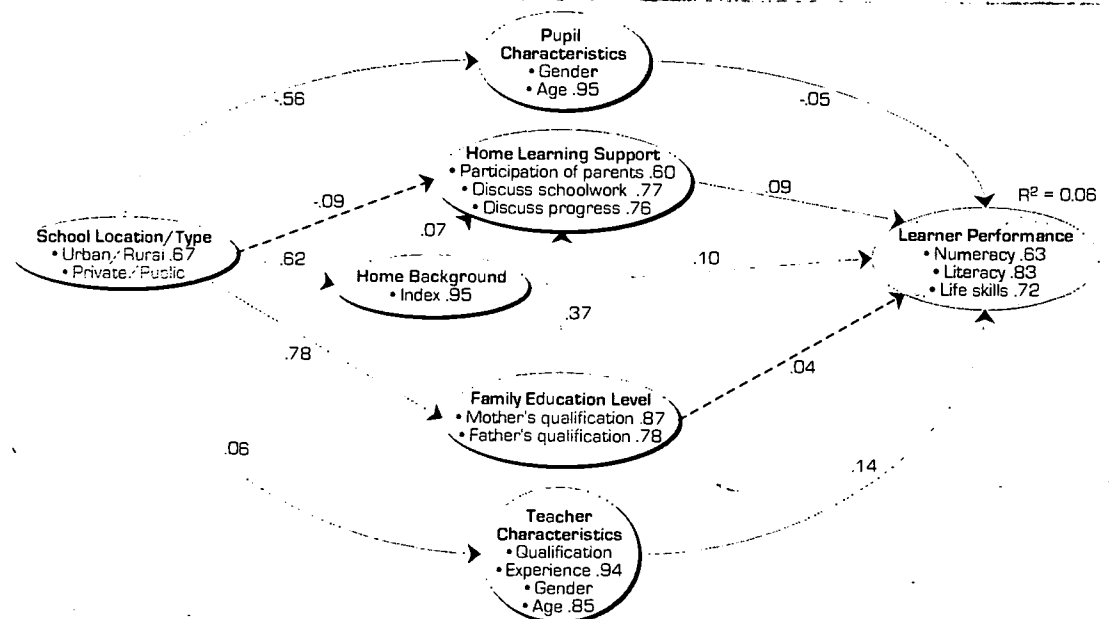 Pupil
Characteristics
• Gender
• Age .95
-.56
-.05
Home Learning Support
• Participation of parents .60
• Discuss schoolwork .77
• Discuss progress .76
-.09
.09
R² = 0.06
School Location/Type
• Urban/Rural .67
• Private/Public
.07
.62
Home Background
• Index .95
.10
Learner Performance
• Numeracy .63
• Literacy .83
• Life skills .72
.37
.78
.04
Family Education Level
• Mother's qualification .87
• Father's qualification .78
.06
.14
Teacher
Characteristics
• Qualification
• Experience .94
• Gender
• Age .85